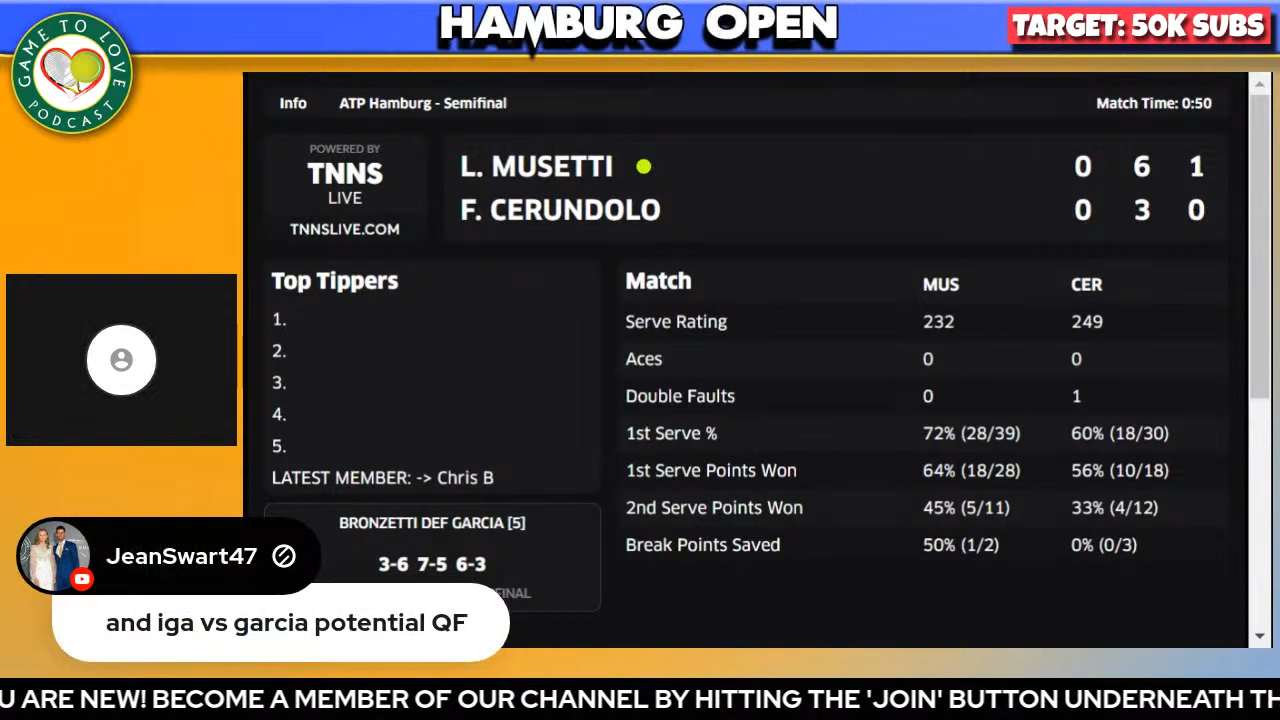 HAMBURG OPEN
TARGET: 50K SUBS
GAME TO LOVE PODCAST
Info ATP Hamburg - Semifinal Match Time: 0:50
POWERED BY
TNNS
LIVE
TNNSLIVE.COM
L. MUSETTI 0 6 1
F. CERUNDOLO 0 3 0
Top Tippers
1.
2.
3.
4.
5.
LATEST MEMBER: -> Chris B
BRONZETTI DEF GARCIA [5]
3-6 7-5 6-3
FINAL
Match MUS CER
Serve Rating 232 249
Aces 0 0
Double Faults 0 1
1st Serve % 72% (28/39) 60% (18/30)
1st Serve Points Won 64% (18/28) 56% (10/18)
2nd Serve Points Won 45% (5/11) 33% (4/12)
Break Points Saved 50% (1/2) 0% (0/3)
JeanSwart47
and iga vs garcia potential QF
U ARE NEW! BECOME A MEMBER OF OUR CHANNEL BY HITTING THE 'JOIN' BUTTON UNDERNEATH TH